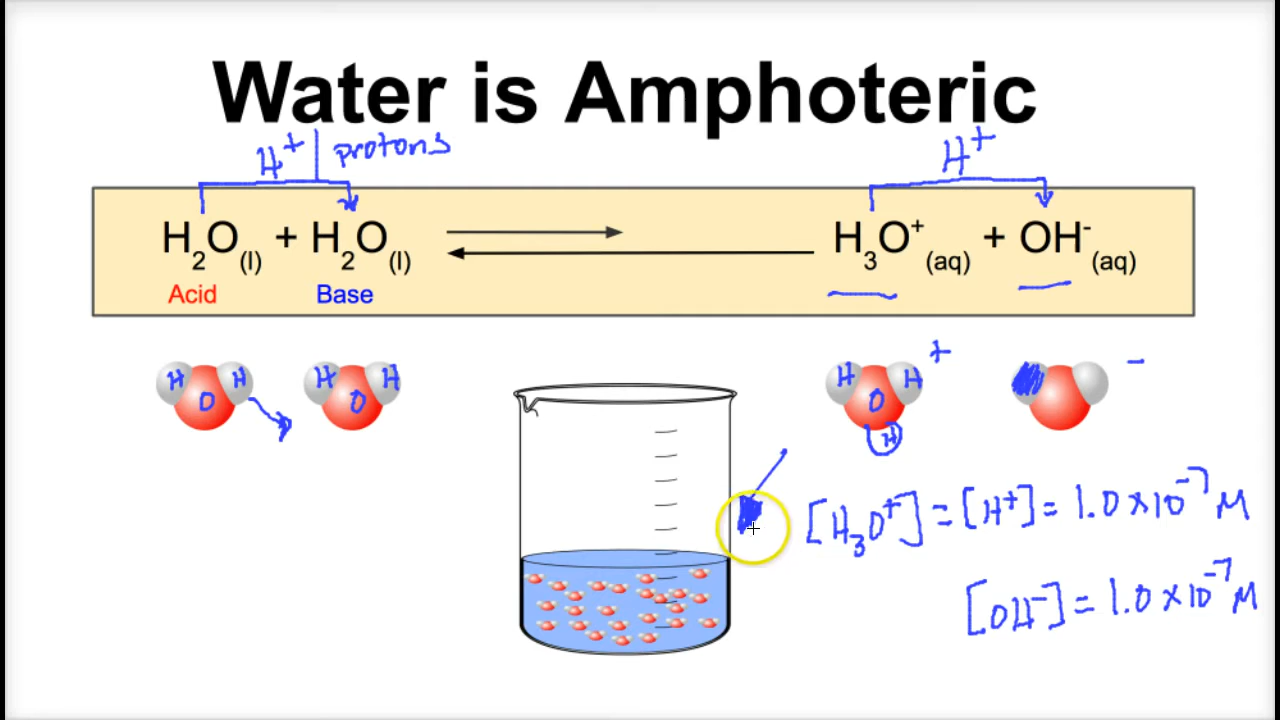 Water is Amphoteric
H⁺ protons H⁺
H₂O(l) + H₂O(l) H₃O⁺(aq) + OH⁻(aq)
Acid Base
H H H H H H + -
O O O
H
[H₃O⁺] = [H⁺] = 1.0 × 10⁻⁷ M
[OH⁻] = 1.0 × 10⁻⁷ M